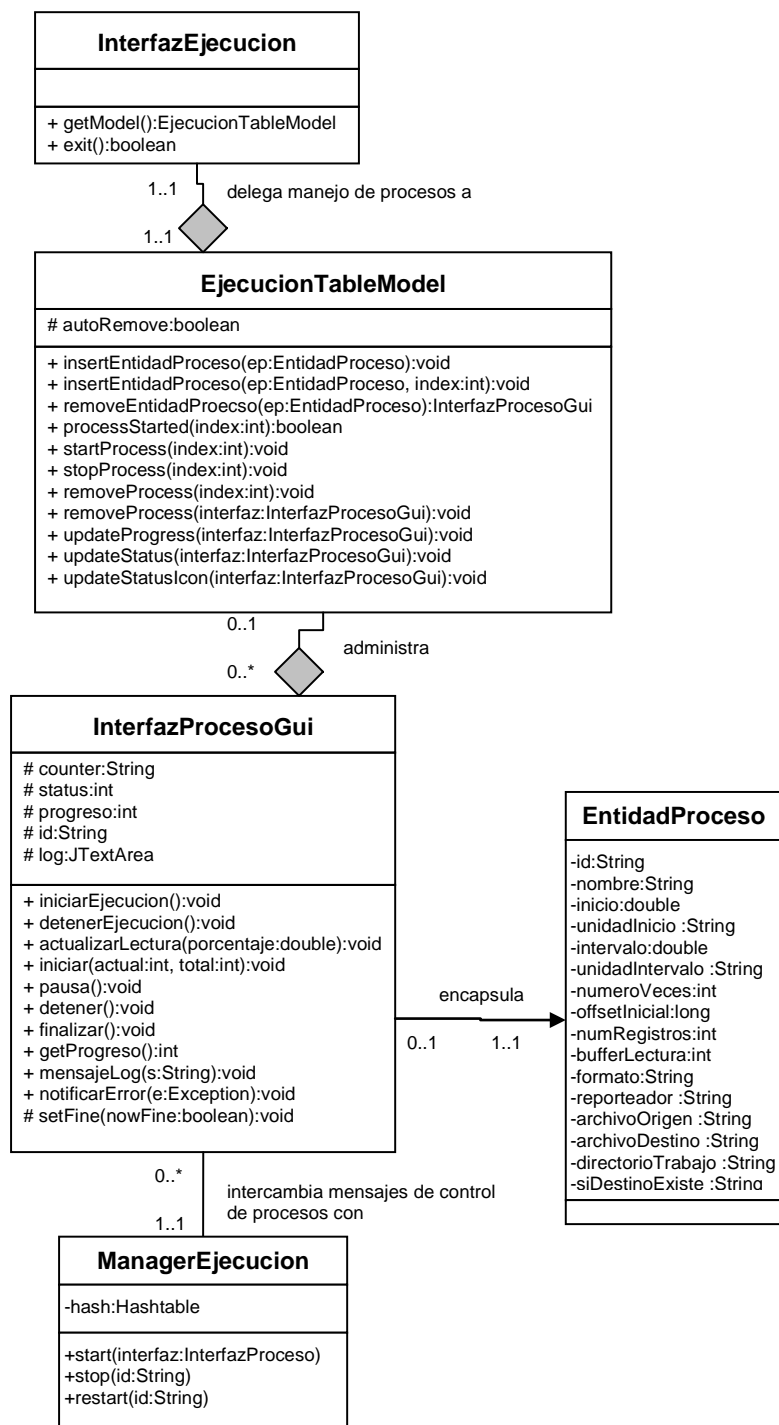 InterfazEjecucion
+ getModel():EjecucionTableModel
+ exit():boolean
1..1
delega manejo de procesos a
1..1
EjecucionTableModel
# autoRemove:boolean
+ insertEntidadProceso(ep:EntidadProceso):void
+ insertEntidadProceso(ep:EntidadProceso, index:int):void
+ removeEntidadProecso(ep:EntidadProceso):InterfazProcesoGui
+ processStarted(index:int):boolean
+ startProcess(index:int):void
+ stopProcess(index:int):void
+ removeProcess(index:int):void
+ removeProcess(interfaz:InterfazProcesoGui):void
+ updateProgress(interfaz:InterfazProcesoGui):void
+ updateStatus(interfaz:InterfazProcesoGui):void
+ updateStatusIcon(interfaz:InterfazProcesoGui):void
0..1
administra
0..*
InterfazProcesoGui
# counter:String
# status:int
# progreso:int
# id:String
# log:JTextArea
+ iniciarEjecucion():void
+ detenerEjecucion():void
+ actualizarLectura(porcentaje:double):void
+ iniciar(actual:int, total:int):void
+ pausa():void
+ detener():void
+ finalizar():void
+ getProgreso():int
+ mensajeLog(s:String):void
+ notificarError(e:Exception):void
# setFine(nowFine:boolean):void
encapsula
0..1
1..1
EntidadProceso
-id:String
-nombre:String
-inicio:double
-unidadInicio :String
-intervalo:double
-unidadIntervalo :String
-numeroVeces:int
-offsetInicial:long
-numRegistros:int
-bufferLectura:int
-formato:String
-reporteador :String
-archivoOrigen :String
-archivoDestino :String
-directorioTrabajo :String
-siDestinoExiste :String
0..*
intercambia mensajes de control
de procesos con
1..1
ManagerEjecucion
-hash:Hashtable
+start(interfaz:InterfazProceso)
+stop(id:String)
+restart(id:String)